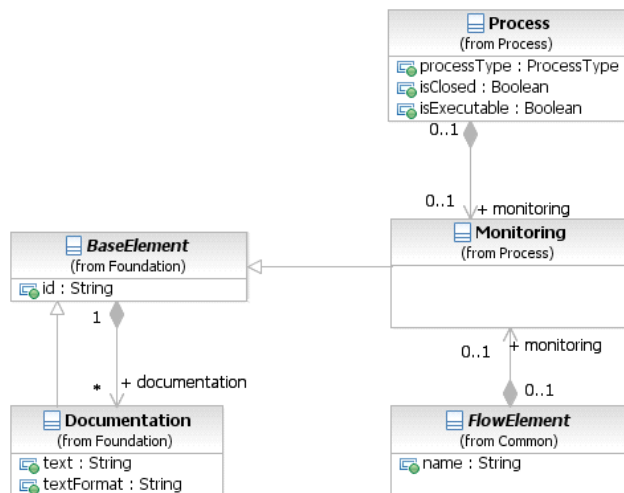 Process
(from Process)
processType : ProcessType
isClosed : Boolean
isExecutable : Boolean
0..1
0..1
+ monitoring
Monitoring
(from Process)
BaseElement
(from Foundation)
id : String
1
*
+ documentation
0..1
+ monitoring
0..1
Documentation
(from Foundation)
text : String
textFormat : String
FlowElement
(from Common)
name : String